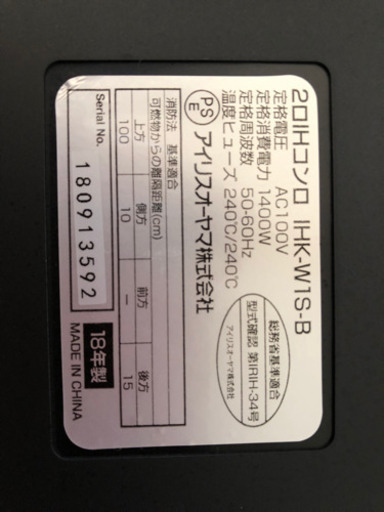 2口IHコンロ IHK-W1S-B
定格電圧 AC100V
定格消費電力 1400W
定格周波数 50-60Hz
温度ヒューズ 240℃/240℃
総務省基準適合
型式確認 第IRIH-34号
アイリスオーヤマ株式会社
PS
E
アイリスオーヤマ株式会社
消防法 基準適合
可燃物からの離隔距離(cm)
上方 側方 前方 後方
100 10 ー 15
Serial No.
180913592
18年製
MADE IN CHINA